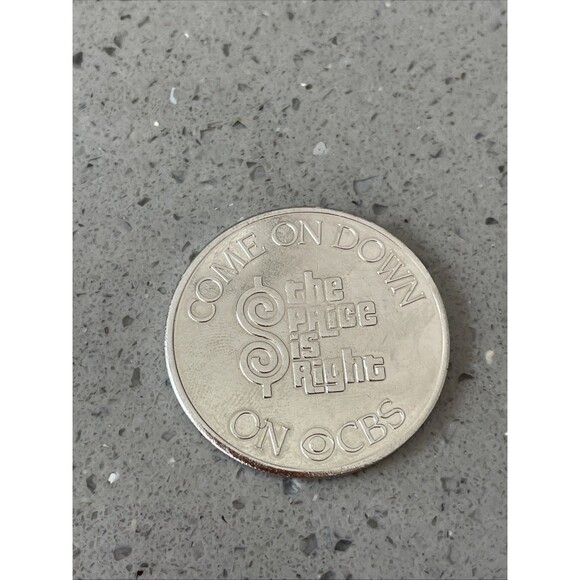 COME ON DOWN
the
PRICE
is
Right
ON CBS